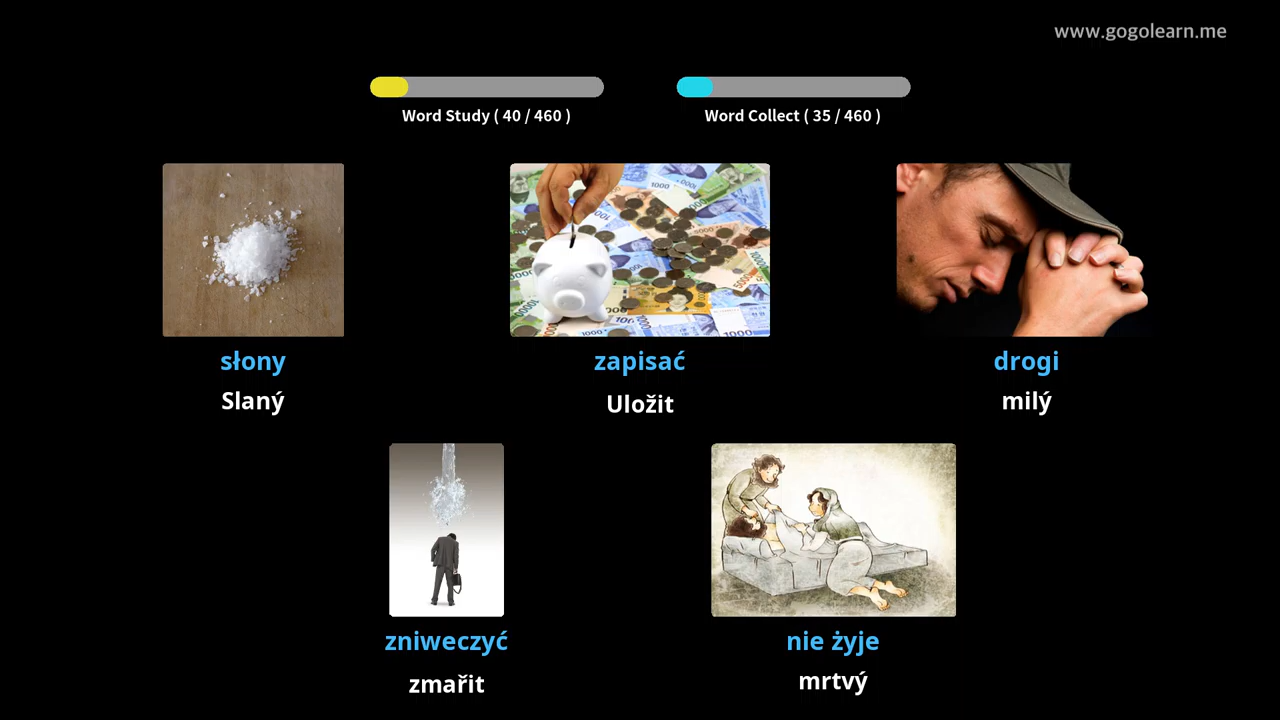 www.gogolearn.me
Word Study ( 40 / 460 )
Word Collect ( 35 / 460 )
słony
Slaný
zapisać
Uložit
drogi
milý
zniweczyć
zmařit
nie żyje
mrtvý